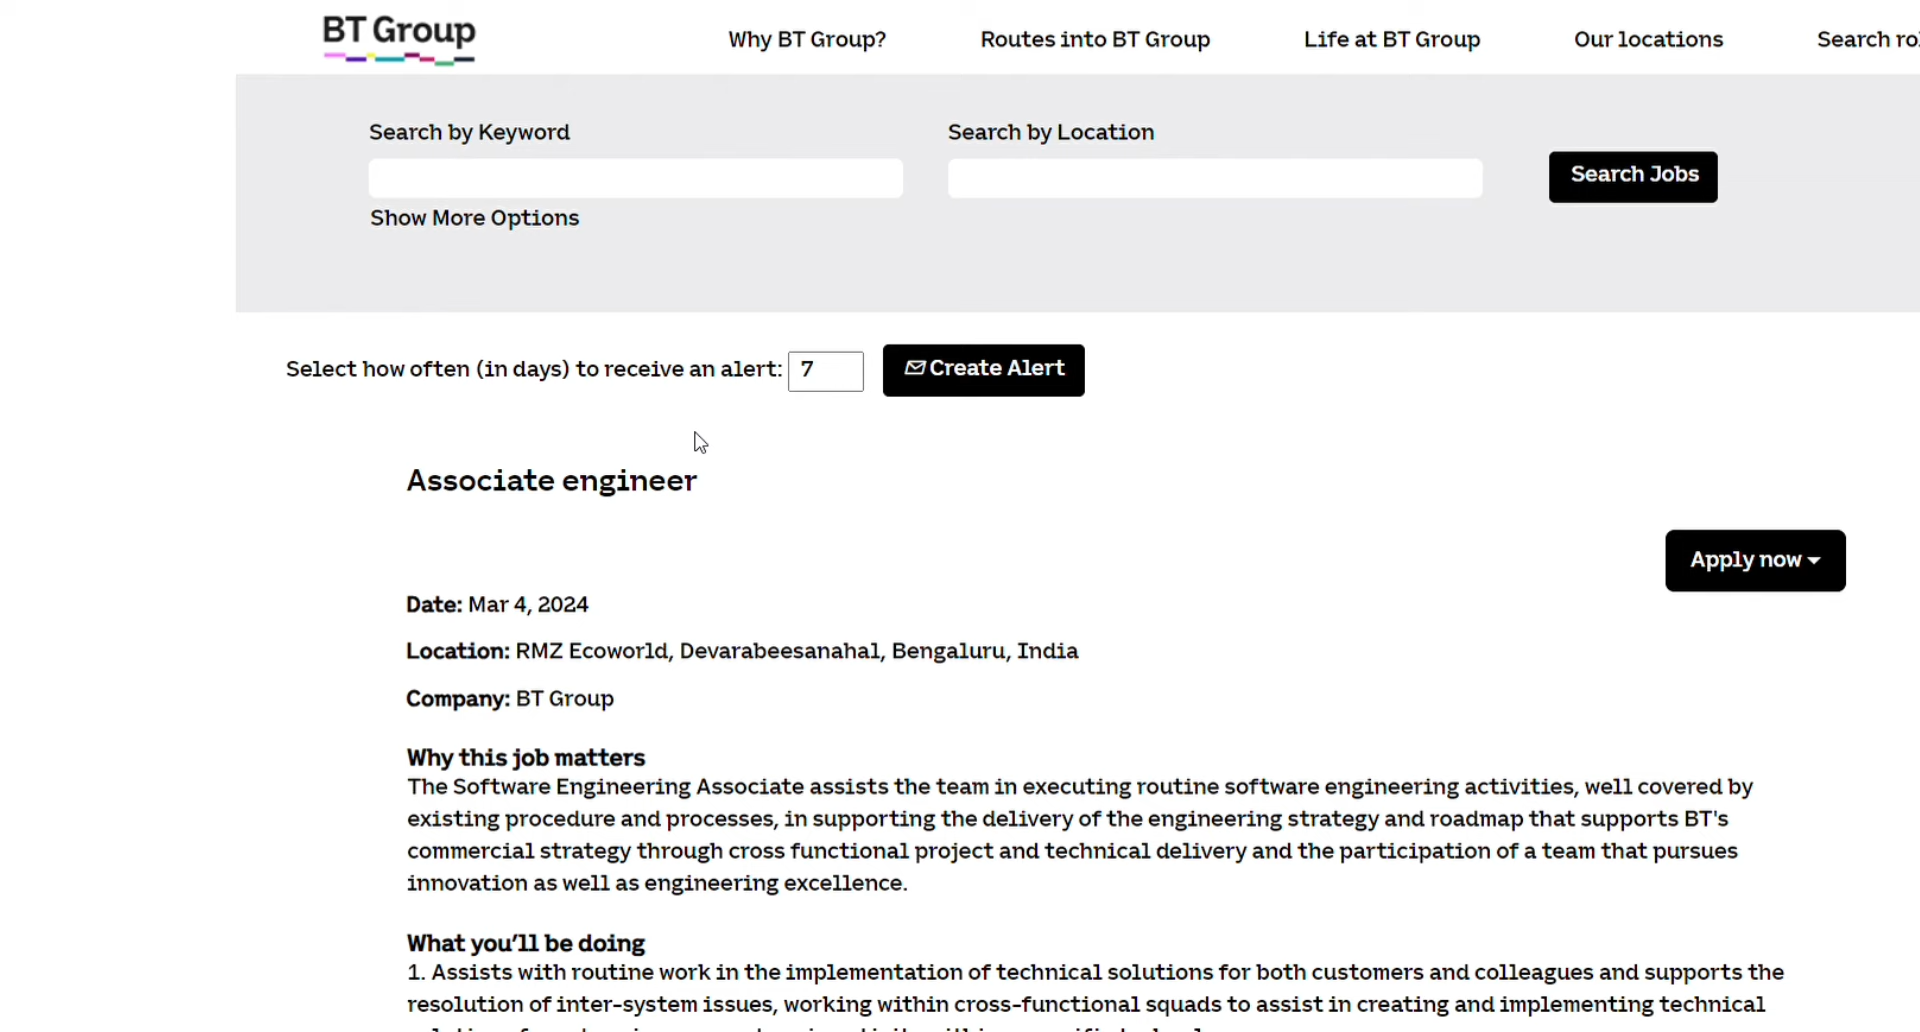 BT Group
Why BT Group?
Routes into BT Group
Life at BT Group
Our locations
Search
Search by Keyword
Search by Location
Search Jobs
Show More Options
Select how often (in days) to receive an alert: 7
Create Alert
Associate engineer
Apply now
Date: Mar 4, 2024
Location: RMZ Ecoworld, Devarabeesanahal, Bengaluru, India
Company: BT Group
Why this job matters
The Software Engineering Associate assists the team in executing routine software engineering activities, well covered by
existing procedure and processes, in supporting the delivery of the engineering strategy and roadmap that supports BT's
commercial strategy through cross functional project and technical delivery and the participation of a team that pursues
innovation as well as engineering excellence.
What you'll be doing
1. Assists with routine work in the implementation of technical solutions for both customers and colleagues and supports the
resolution of inter-system issues, working within cross-functional squads to assist in creating and implementing technical